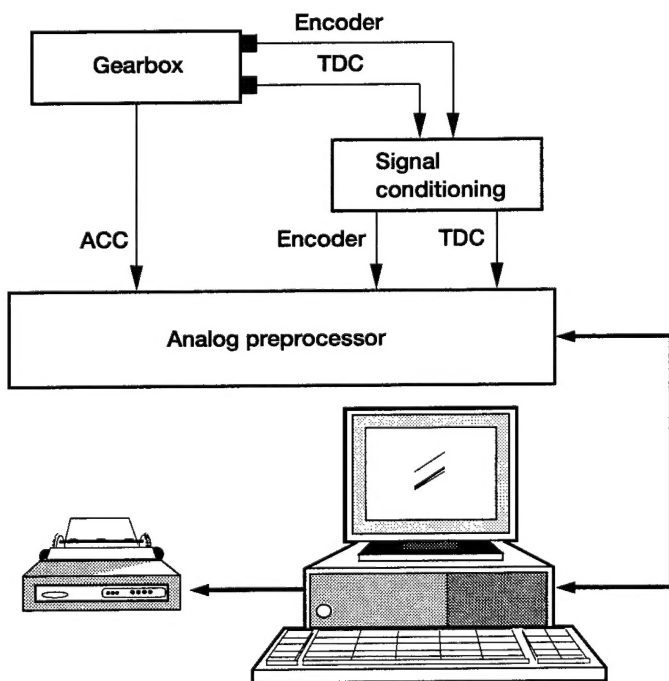 Encoder
Gearbox
TDC
Signal
conditioning
ACC
Encoder
TDC
Analog preprocessor